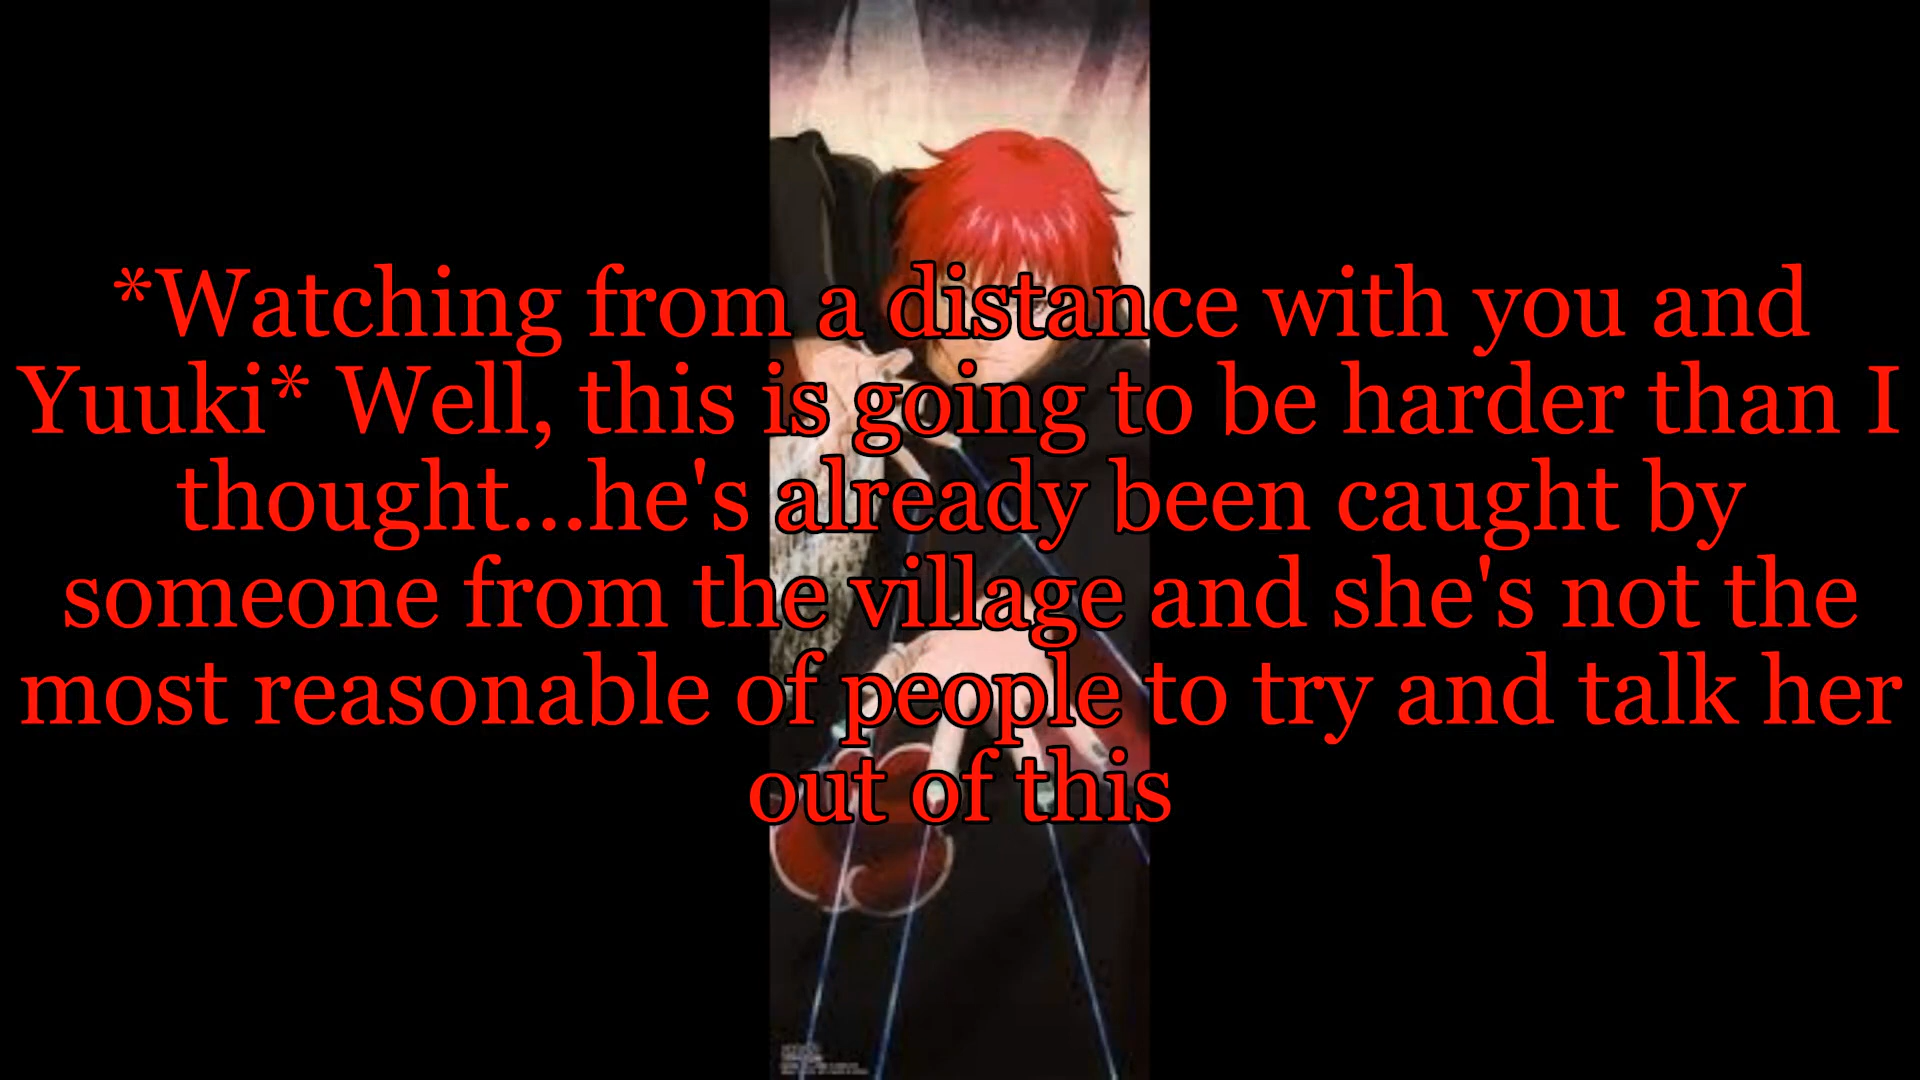 *Watching from a distance with you and
Yuuki* Well, this is going to be harder than I
thought...he's already been caught by
someone from the village and she's not the
most reasonable of people to try and talk her
out of this